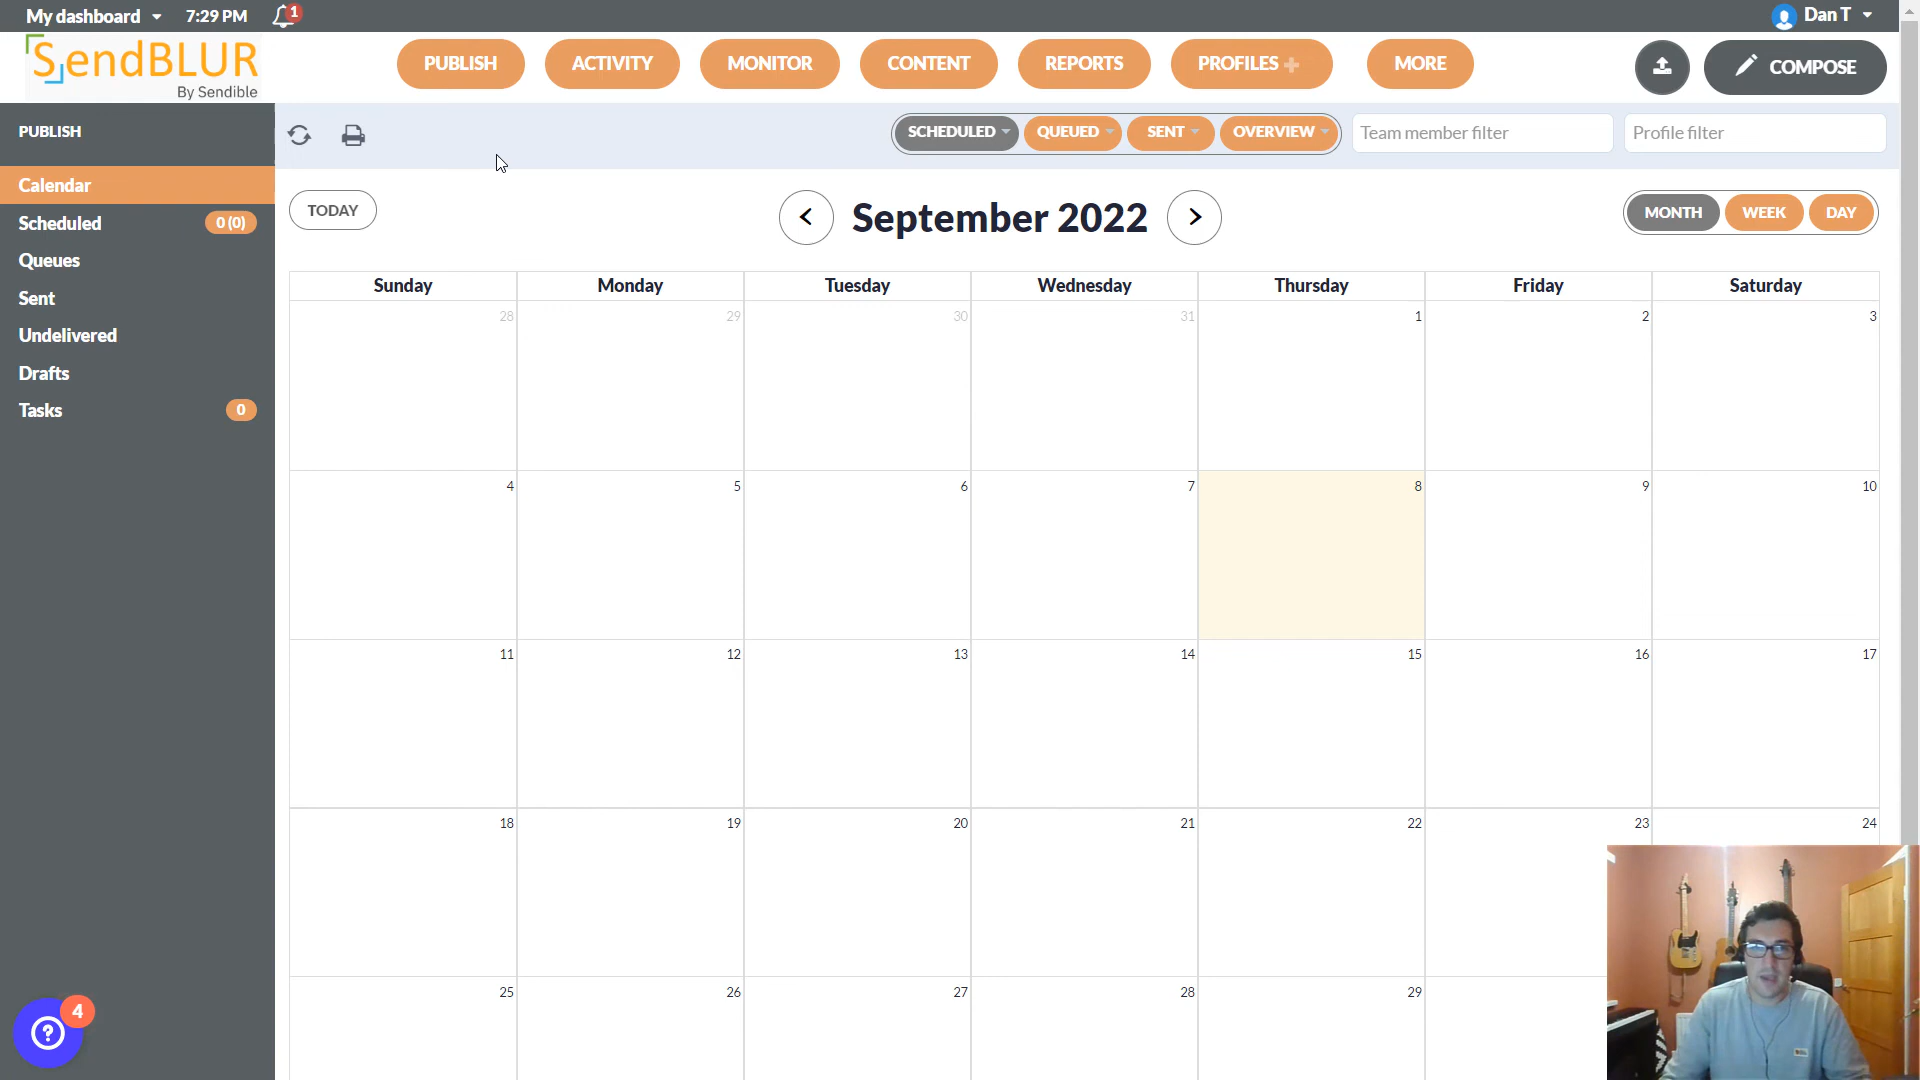 My dashboard 7:29 PM 1 Dan T
SendBLUR
By Sendible
PUBLISH ACTIVITY MONITOR CONTENT REPORTS PROFILES MORE COMPOSE
PUBLISH
SCHEDULED QUEUED SENT OVERVIEW Team member filter Profile filter
Calendar
Scheduled 0 (0)
Queues
Sent
Undelivered
Drafts
Tasks 0
TODAY
September 2022
MONTH WEEK DAY
Sunday Monday Tuesday Wednesday Thursday Friday Saturday
28 29 30 31 1 2 3
4 5 6 7 8 9 10
11 12 13 14 15 16 17
18 19 20 21 22 23 24
25 26 27 28 29
4